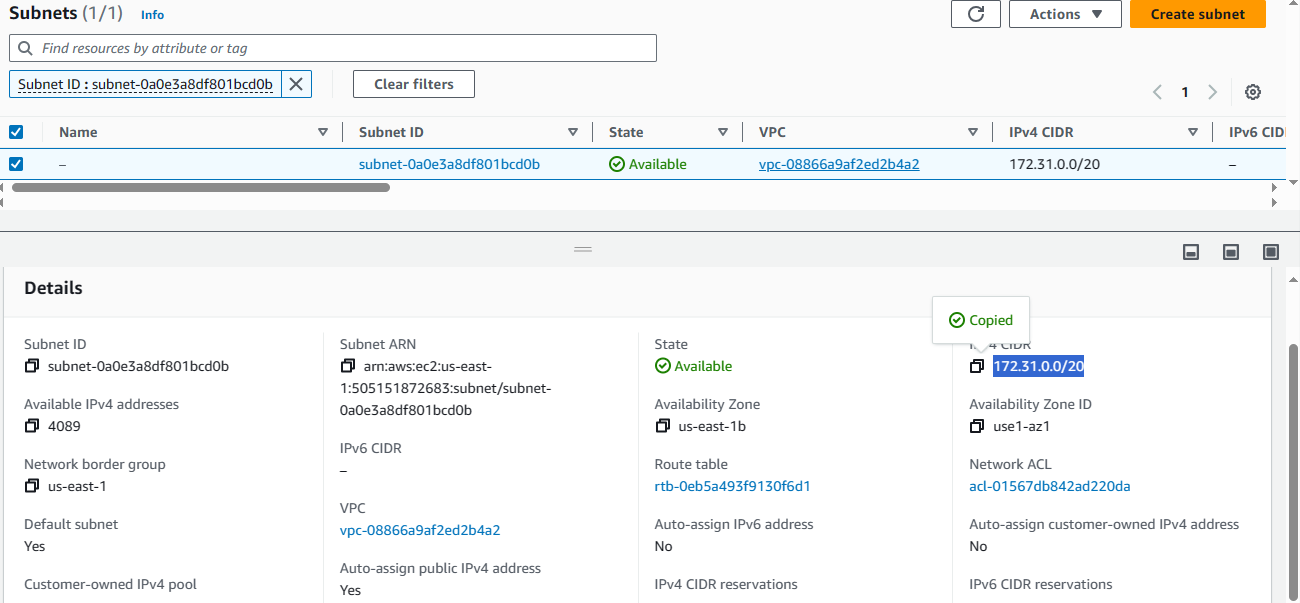 Subnets (1/1) Info
Actions Create subnet
Find resources by attribute or tag
Subnet ID : subnet-0a0e3a8df801bcd0b Clear filters
1
Name Subnet ID State VPC IPv4 CIDR IPv6 CID
– subnet-0a0e3a8df801bcd0b Available vpc-08866a9af2ed2b4a2 172.31.0.0/20 –
Details
Subnet ID
subnet-0a0e3a8df801bcd0b
Available IPv4 addresses
4089
Network border group
us-east-1
Default subnet
Yes
Customer-owned IPv4 pool
Subnet ARN
arn:aws:ec2:us-east-
1:505151872683:subnet/subnet-
0a0e3a8df801bcd0b
IPv6 CIDR
–
VPC
vpc-08866a9af2ed2b4a2
Auto-assign public IPv4 address
Yes
State
Available
Availability Zone
us-east-1b
Route table
rtb-0eb5a493f9130f6d1
Auto-assign IPv6 address
No
IPv4 CIDR reservations
Copied
IPv4 CIDR
172.31.0.0/20
Availability Zone ID
use1-az1
Network ACL
acl-01567db842ad220da
Auto-assign customer-owned IPv4 address
No
IPv6 CIDR reservations